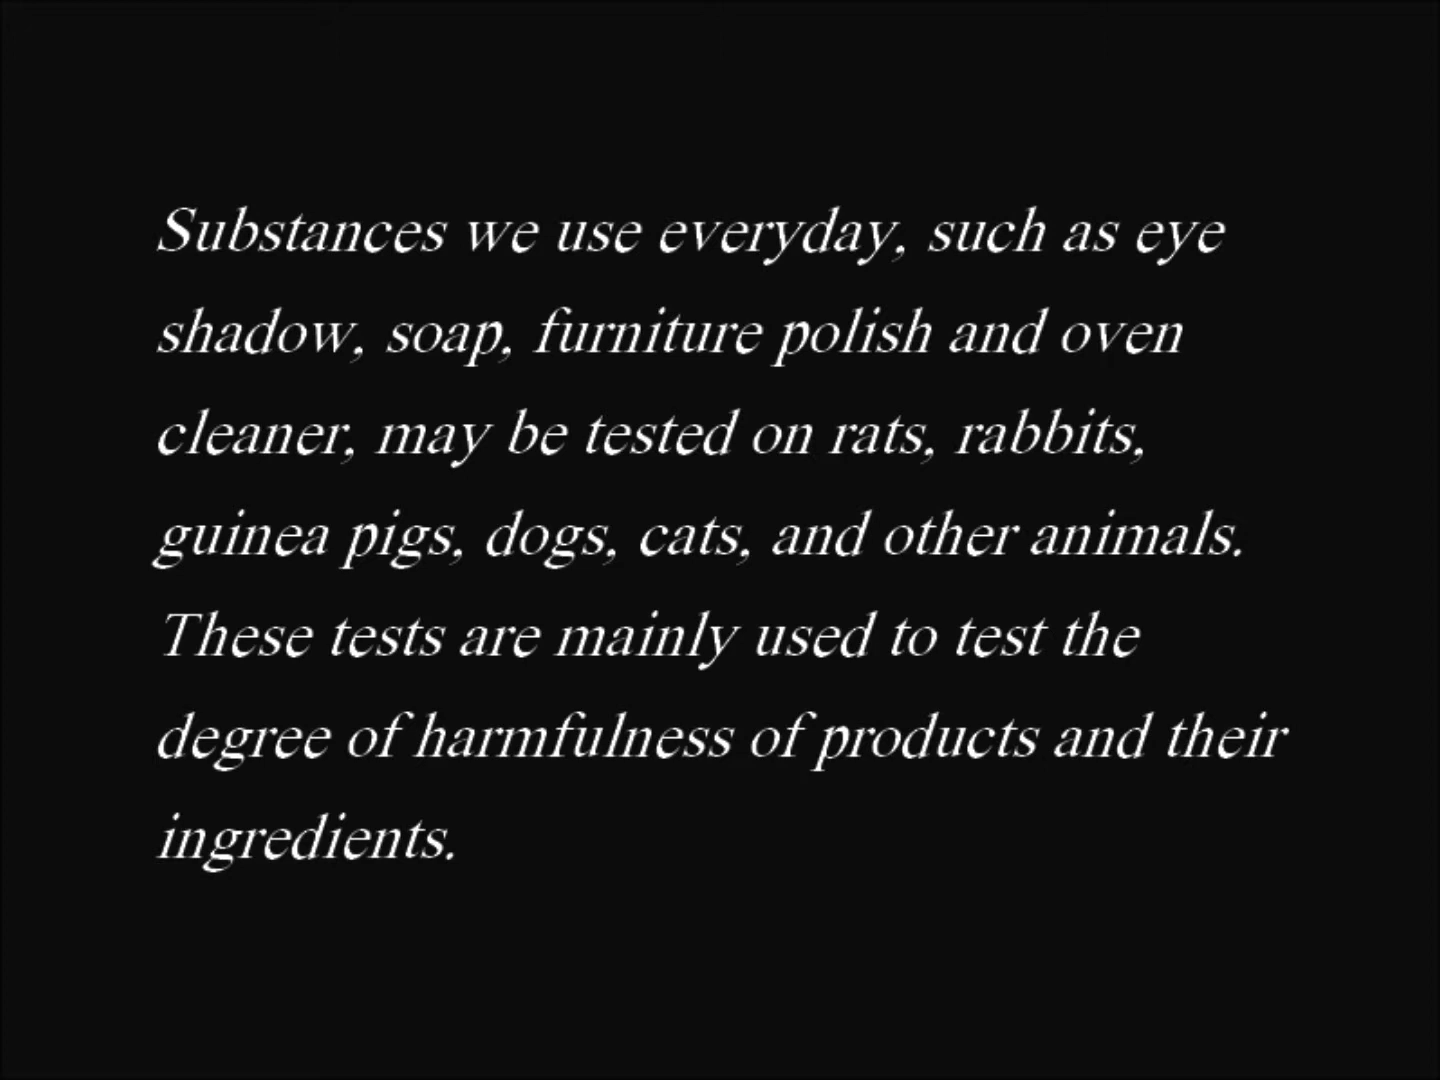 Substances we use everyday, such as eye
shadow, soap, furniture polish and oven
cleaner, may be tested on rats, rabbits,
guinea pigs, dogs, cats, and other animals.
These tests are mainly used to test the
degree of harmfulness of products and their
ingredients.